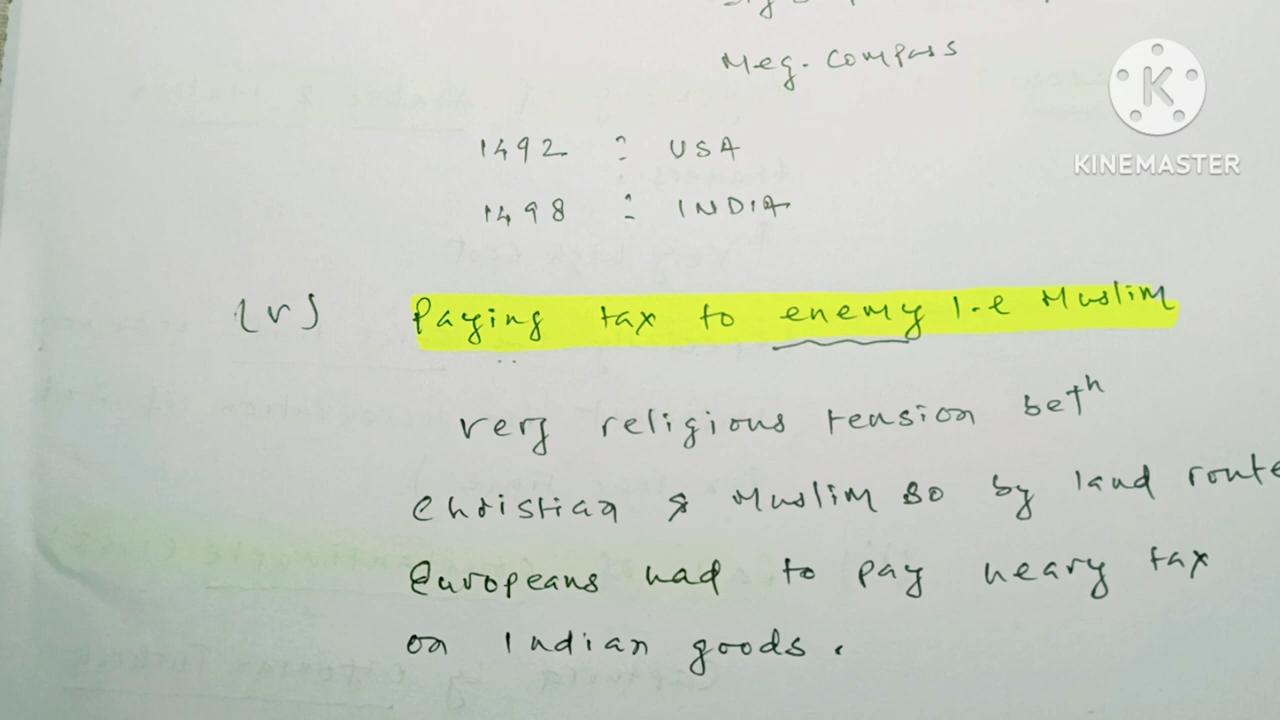 Meg. Compass
1492 : USA
1498 : INDIA
KINEMASTER
(v) Paying tax to enemy i.e Muslim
very religious tension betn
Christian & Muslim so by land route
Europeans had to pay heavy tax
on Indian goods.